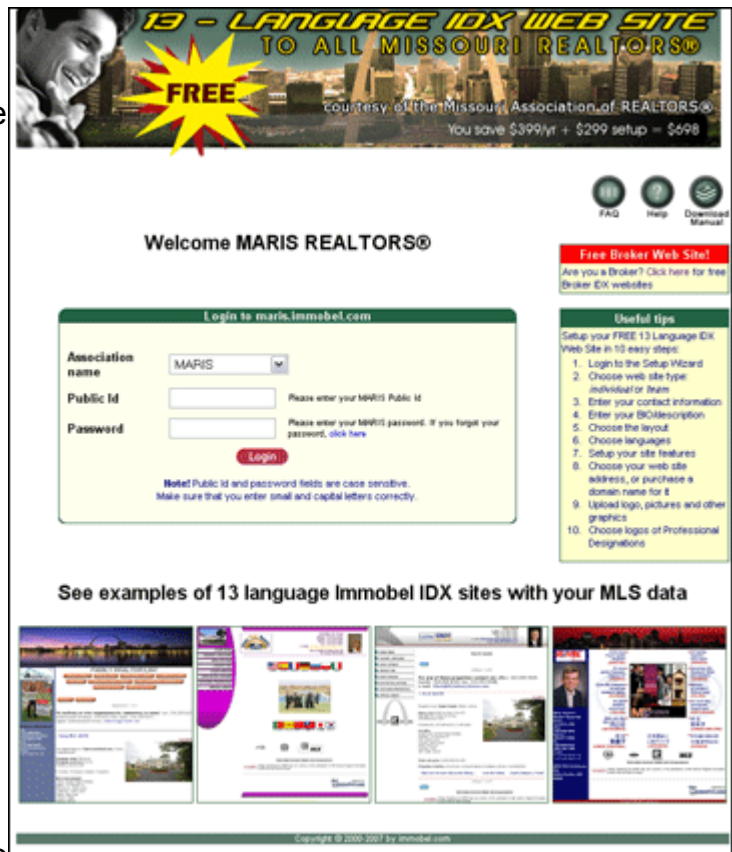 13 - LANGUAGE IDX WEB SITE
TO ALL MISSOURI REALTORS®
FREE
courtesy of the Missouri Association of REALTORS®
You save $399/yr + $299 setup = $698
e
FAQ
Help
Download
Manual
Welcome MARIS REALTORS®
Free Broker Web Site!
Are you a Broker? Click here for free
Broker IDX websites
Login to maris.immobel.com
Association
name
MARIS
Public Id
Please enter your MARIS Public Id
Password
Please enter your MARIS password. If you forgot your
password, click here
Login
Note! Public Id and password fields are case sensitive.
Make sure that you enter small and capital letters correctly.
Useful tips
Setup your FREE 13 Language IDX
Web Site in 10 easy steps:
1. Login to the Setup Wizard
2. Choose web site type:
individual or team
3. Enter your contact information
4. Enter your BIO/description
5. Choose the layout
6. Choose languages
7. Setup your site features
8. Choose your web site
address, or purchase a
domain name for it
9. Upload logo, pictures and other
graphics
10. Choose logos of Professional
Designations
See examples of 13 language Immobel IDX sites with your MLS data
Copyright © 2000-2007 by immobel.com